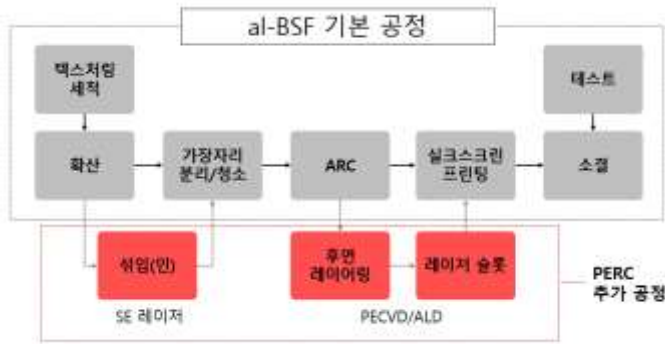 al-BSF 기본 공정
텍스처링
세척
테스트
확산
가장자리
분리/청소
ARC
실크스크린
프린팅
소결
섞임(인)
후면
레이어링
레이저 슬롯
SE 레이저
PECVD/ALD
PERC
추가 공정